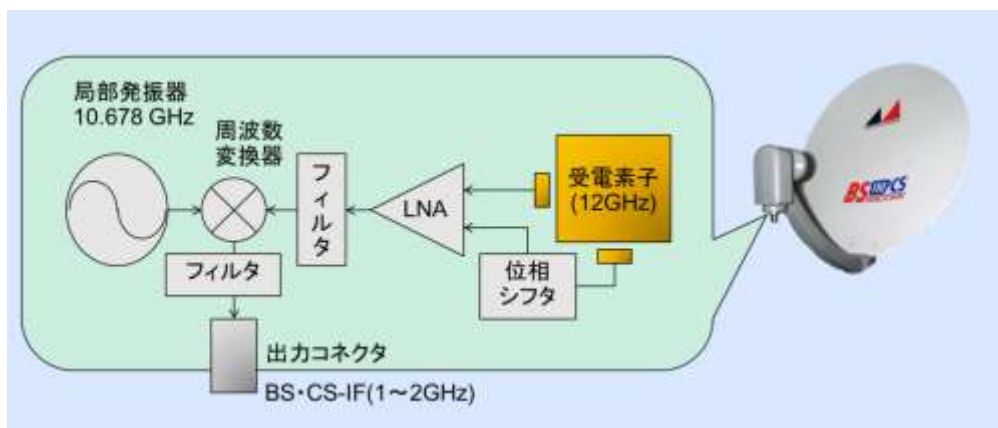 局部発振器
10.678 GHz
周波数
変換器
フィルタ
LNA
受電素子
(12GHz)
位相
シフタ
フィルタ
出力コネクタ
BS・CS-IF(1～2GHz)
BS
CS